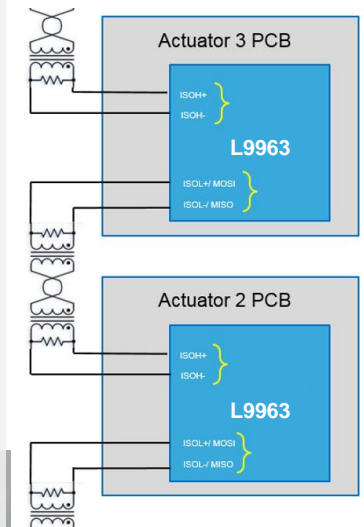 Actuator 3 PCB
ISOH+
ISOH-
L9963
ISOL+/ MOSI
ISOL-/ MISO
Actuator 2 PCB
ISOH+
ISOH-
L9963
ISOL+/ MOSI
ISOL-/ MISO